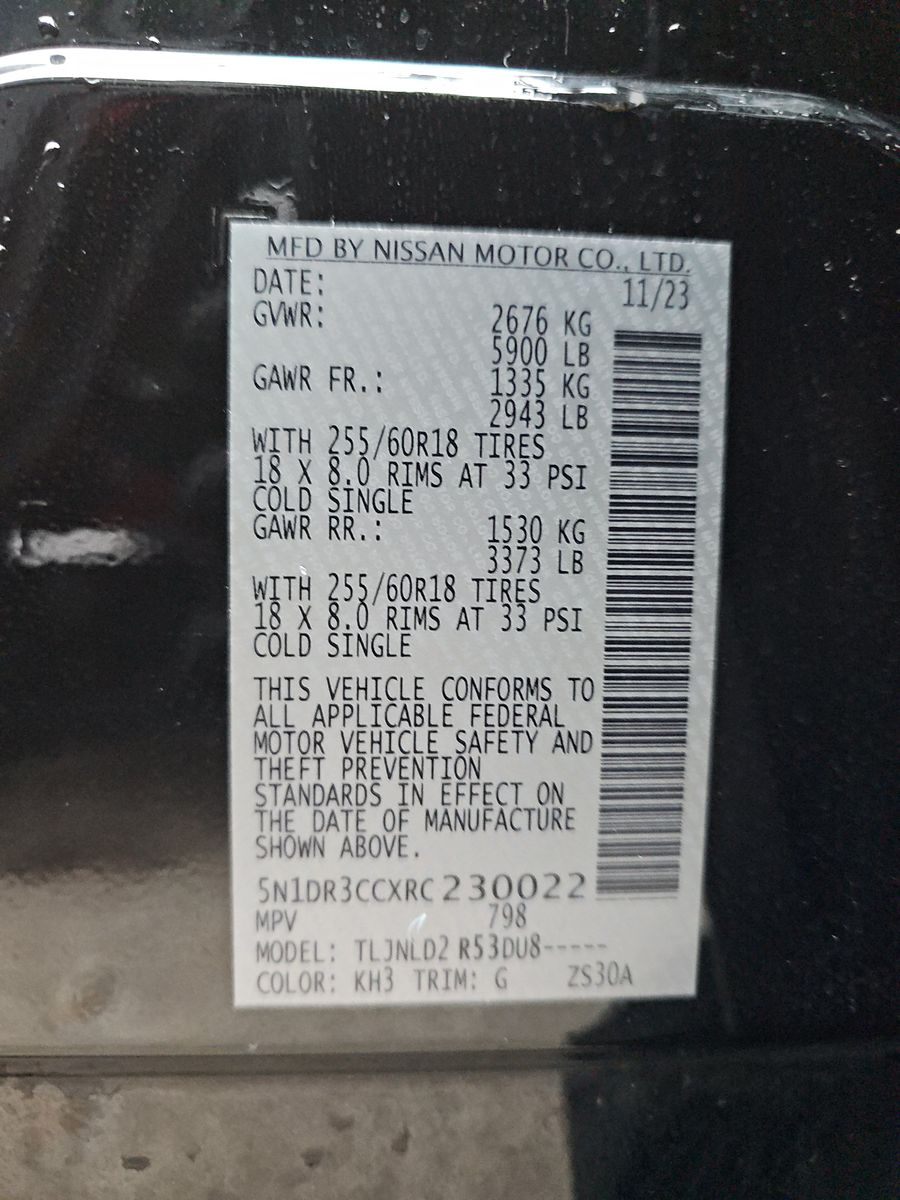 MFD BY NISSAN MOTOR CO., LTD.
DATE: 11/23
GVWR: 2676 KG
5900 LB
GAWR FR.: 1335 KG
2943 LB
WITH 255/60R18 TIRES
18 X 8.0 RIMS AT 33 PSI
COLD SINGLE
GAWR RR.: 1530 KG
3373 LB
WITH 255/60R18 TIRES
18 X 8.0 RIMS AT 33 PSI
COLD SINGLE
THIS VEHICLE CONFORMS TO
ALL APPLICABLE FEDERAL
MOTOR VEHICLE SAFETY AND
THEFT PREVENTION
STANDARDS IN EFFECT ON
THE DATE OF MANUFACTURE
SHOWN ABOVE.
5N1DR3CCXRC230022
MPV 798
MODEL: TLJNLD2 R53DU8-----
COLOR: KH3 TRIM: G ZS30A